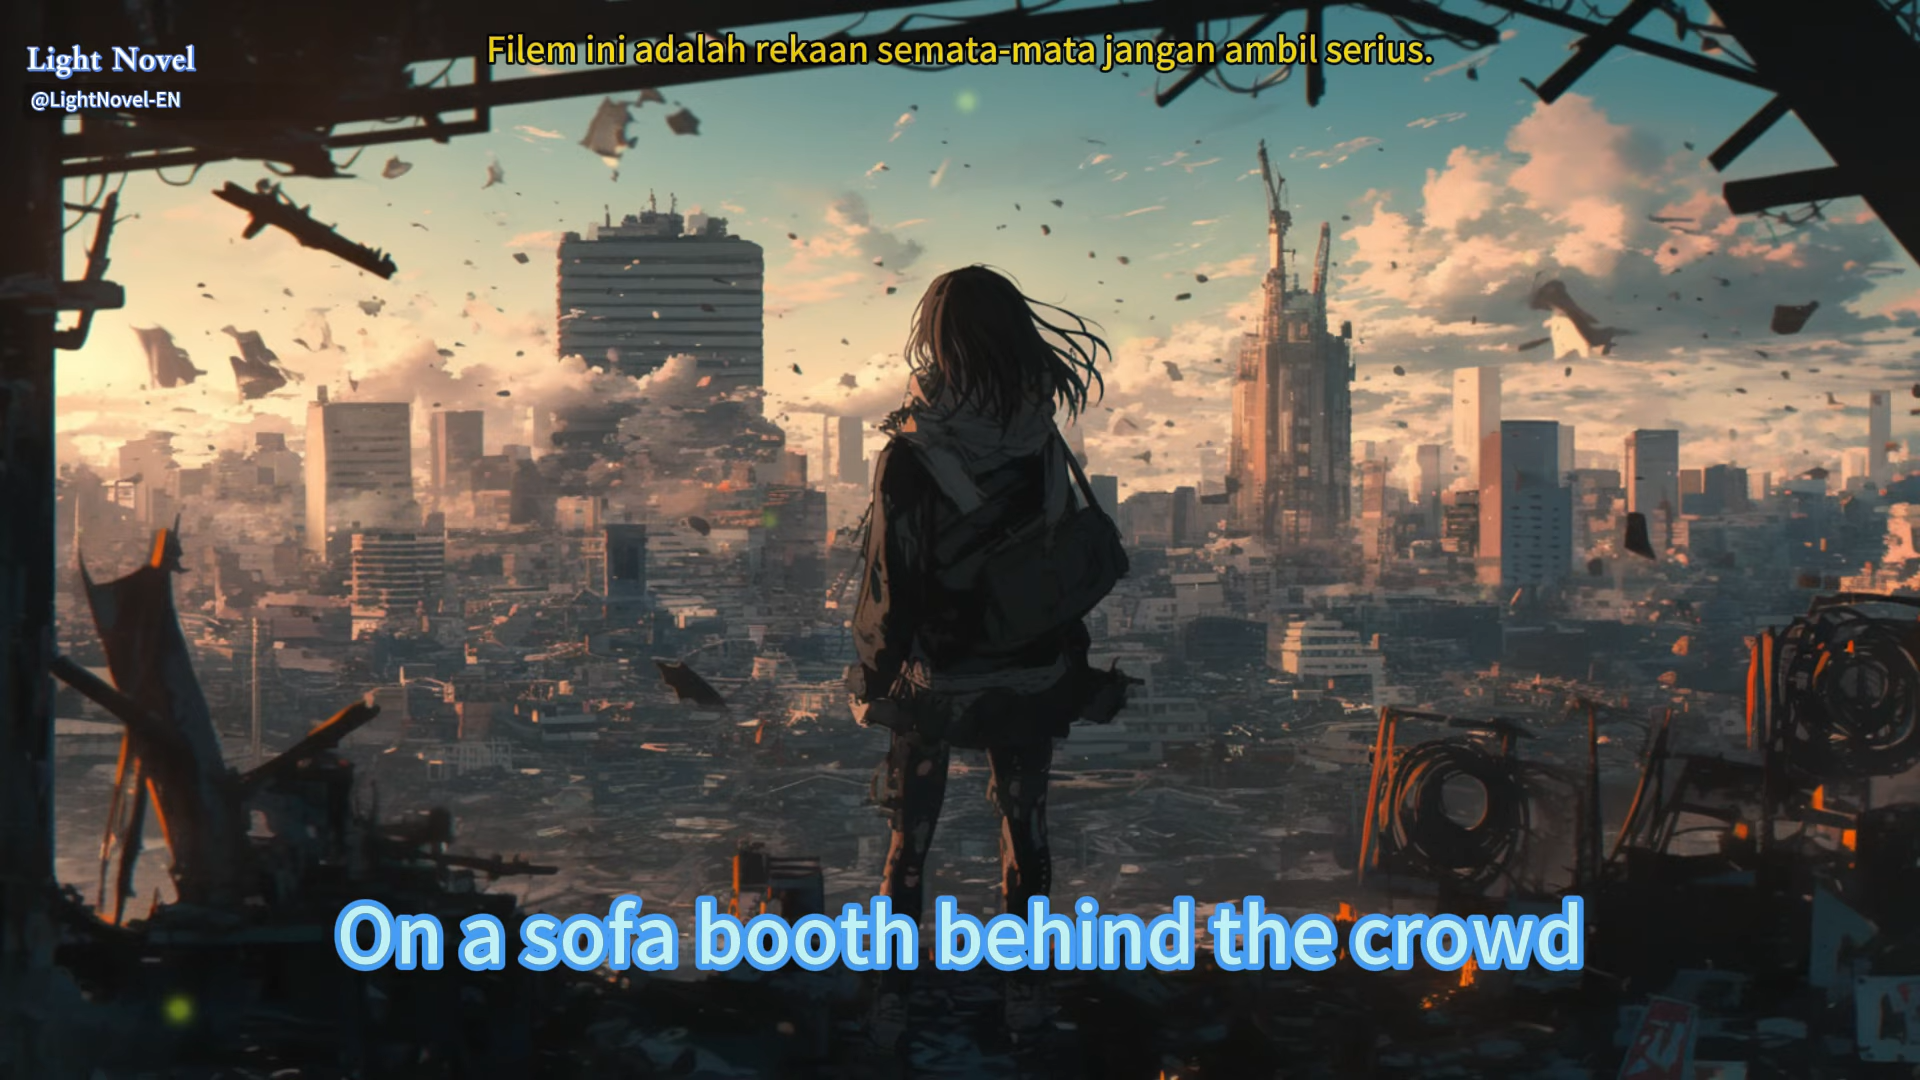 Light Novel
@LightNovel-EN
Filem ini adalah rekaan semata-mata jangan ambil serius.
On a sofa booth behind the crowd